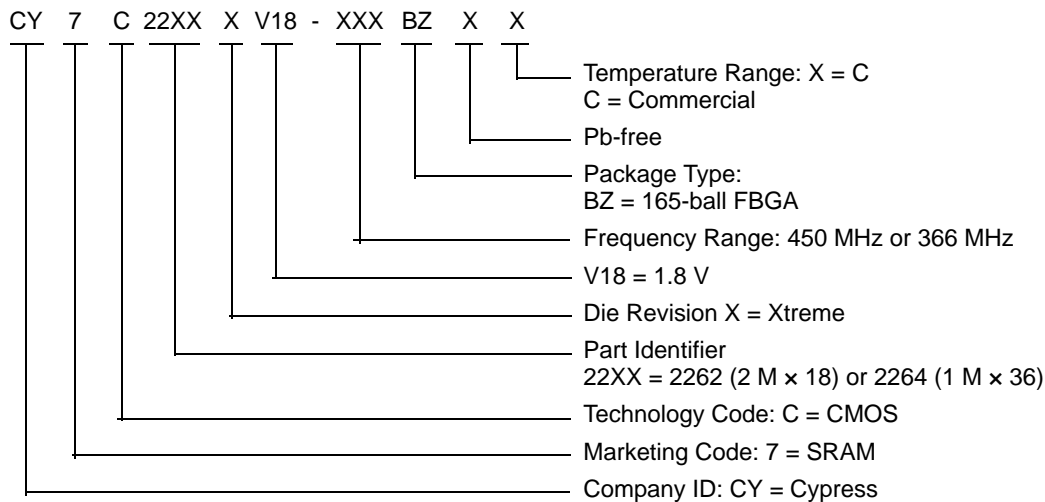 CY 7 C 22XX X V18 - XXX BZ X X
Temperature Range: X = C
C = Commercial
Pb-free
Package Type:
BZ = 165-ball FBGA
Frequency Range: 450 MHz or 366 MHz
V18 = 1.8 V
Die Revision X = Xtreme
Part Identifier
22XX = 2262 (2 M × 18) or 2264 (1 M × 36)
Technology Code: C = CMOS
Marketing Code: 7 = SRAM
Company ID: CY = Cypress